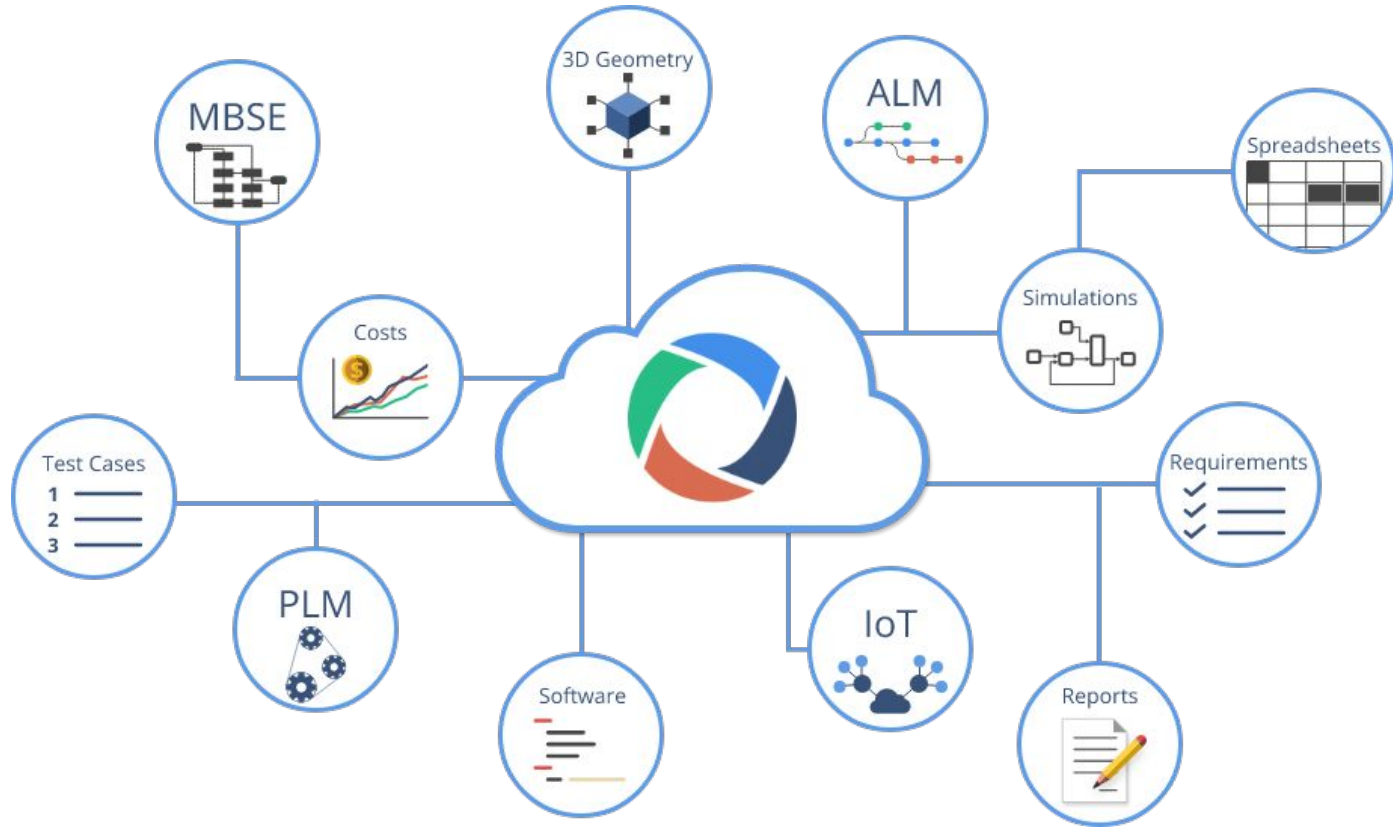 3D Geometry
ALM
MBSE
Spreadsheets
Simulations
Costs
$
Test Cases
1
2
3
Requirements
PLM
IoT
Software
Reports